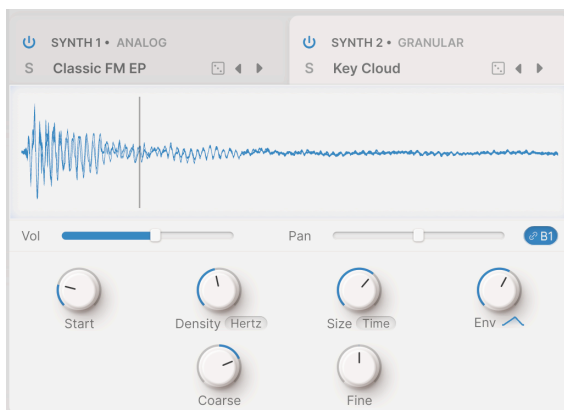 SYNTH 1 • ANALOG
SYNTH 2 • GRANULAR
S Classic FM EP
S Key Cloud
Vol
Pan
B1
Start
Density Hertz
Size Time
Env
Coarse
Fine